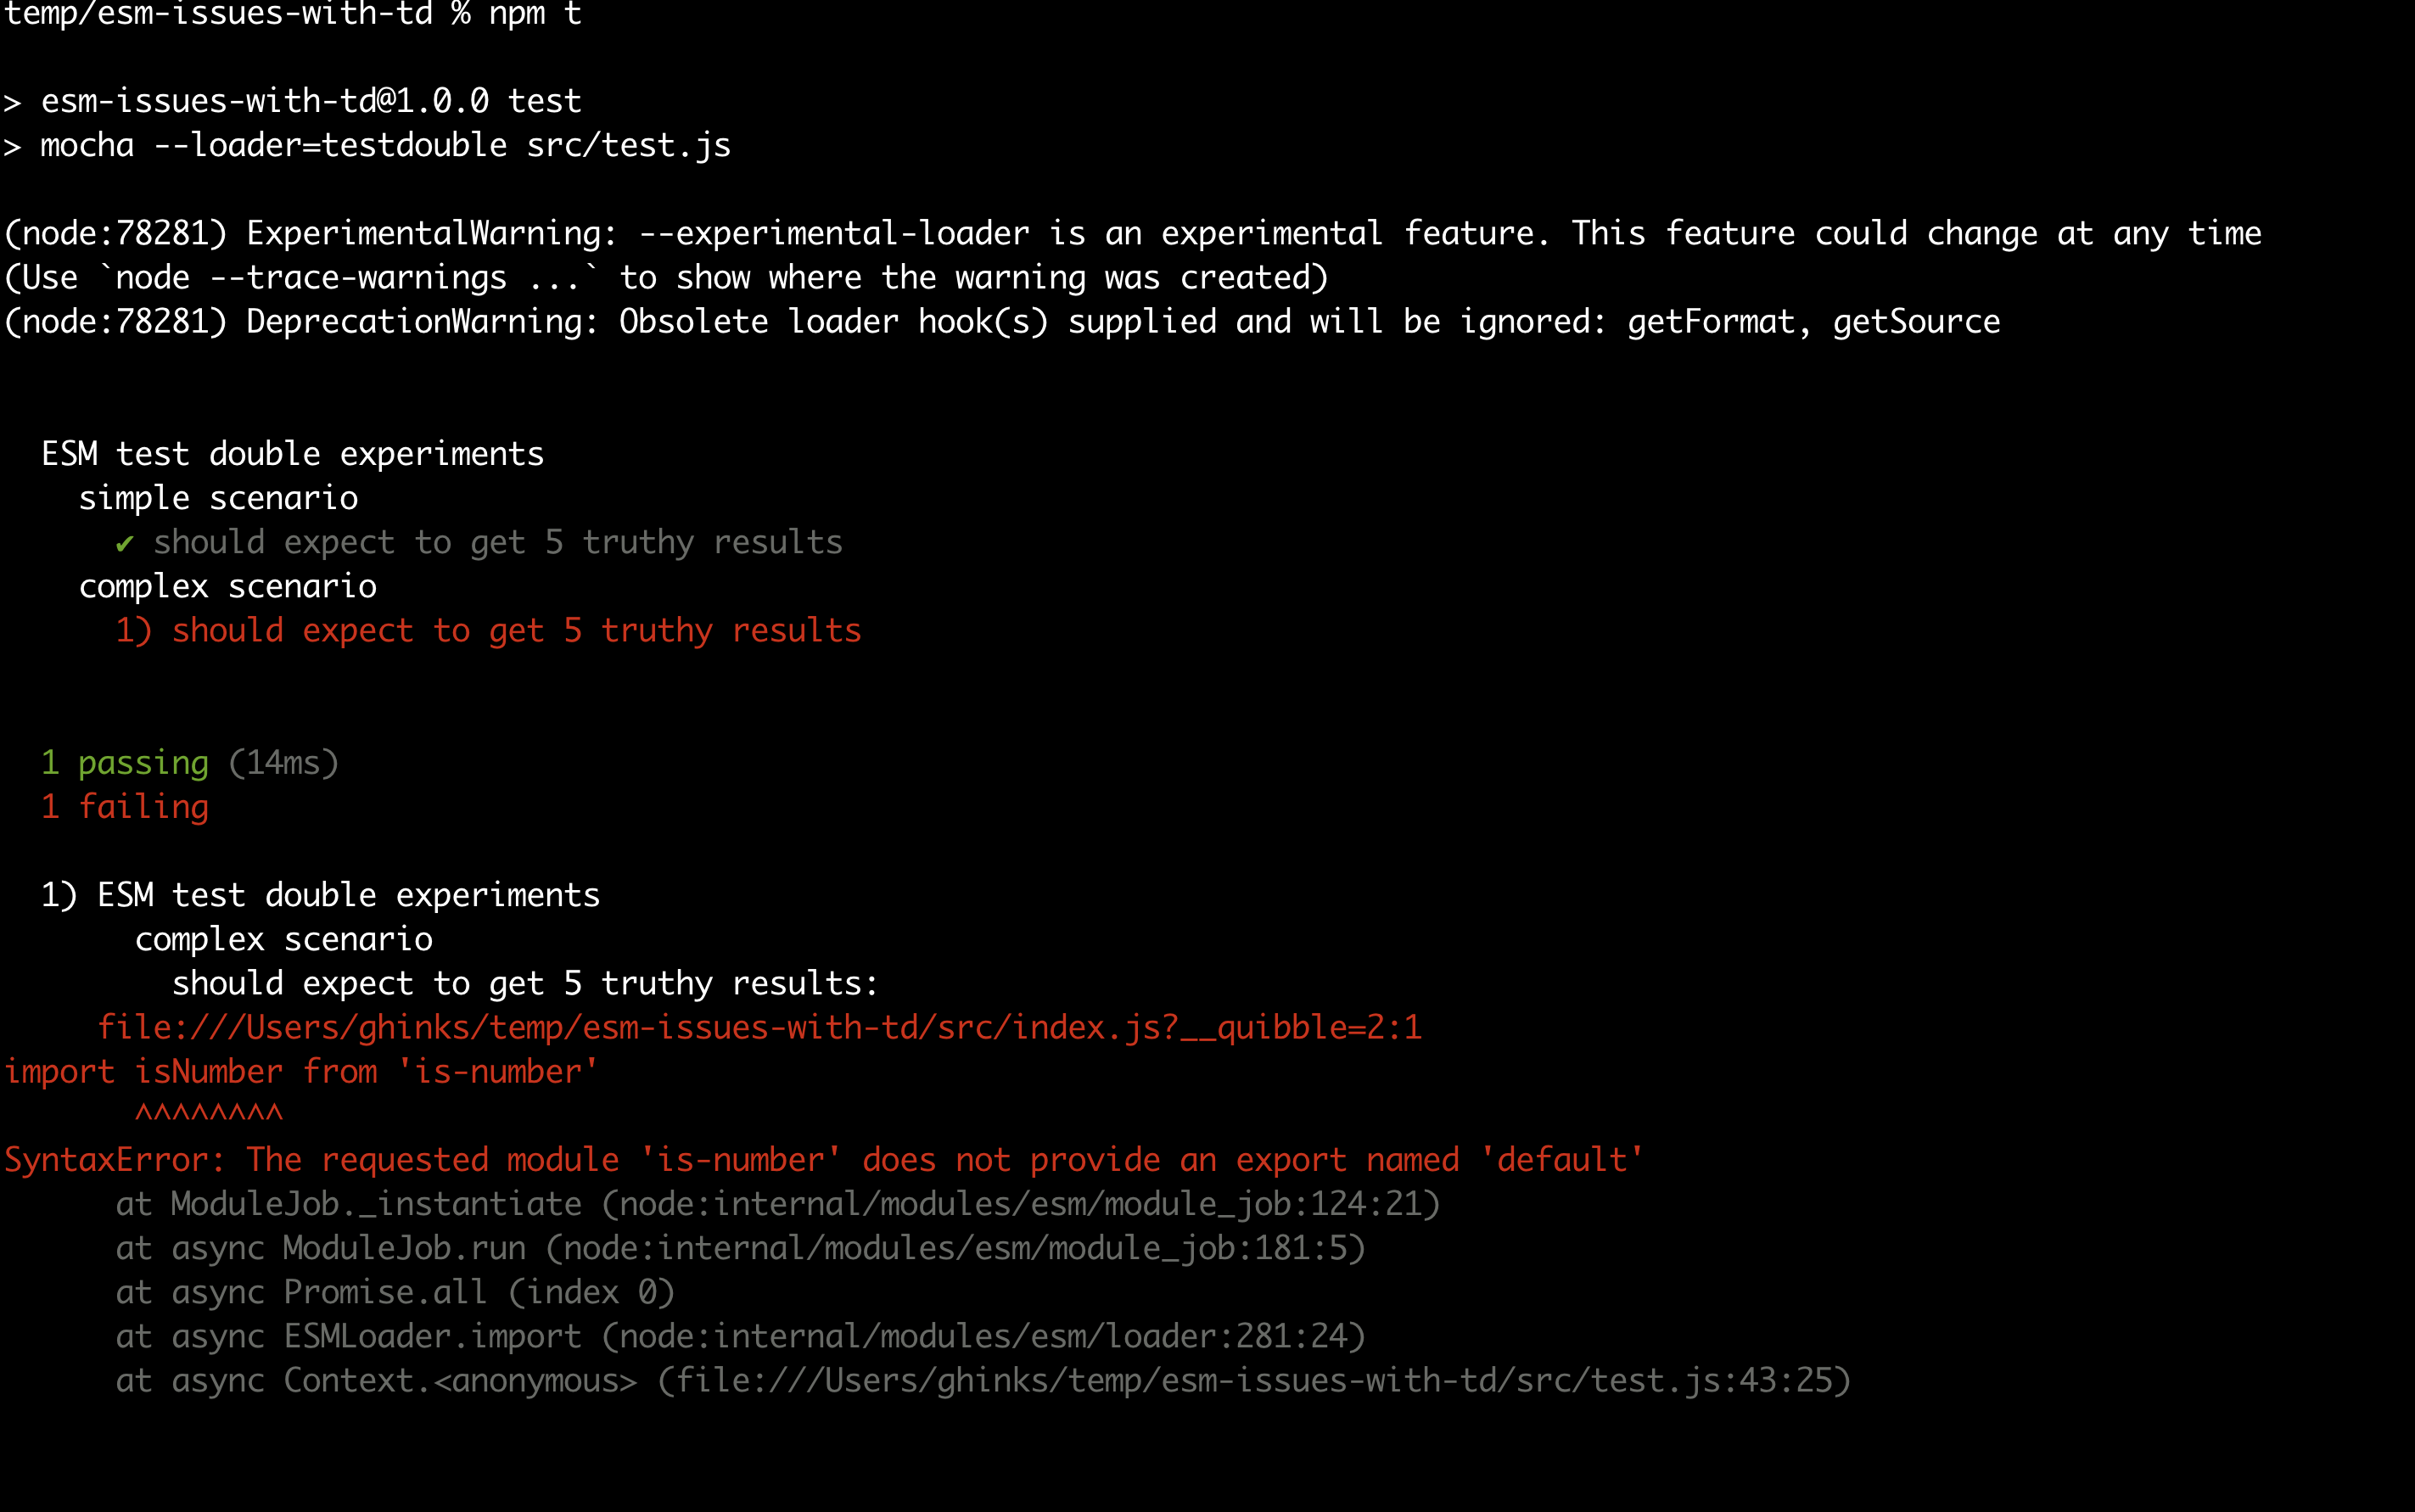 temp/esm-issues-with-td % npm t
> esm-issues-with-td@1.0.0 test
> mocha --loader=testdouble src/test.js
(node:78281) ExperimentalWarning: --experimental-loader is an experimental feature. This feature could change at any time
(Use `node --trace-warnings ...` to show where the warning was created)
(node:78281) DeprecationWarning: Obsolete loader hook(s) supplied and will be ignored: getFormat, getSource
ESM test double experiments
simple scenario
✔ should expect to get 5 truthy results
complex scenario
1) should expect to get 5 truthy results
1 passing (14ms)
1 failing
1) ESM test double experiments
complex scenario
should expect to get 5 truthy results:
file:///Users/ghinks/temp/esm-issues-with-td/src/index.js?__quibble=2:1
import isNumber from 'is-number'
^^^^^^^^
SyntaxError: The requested module 'is-number' does not provide an export named 'default'
at ModuleJob._instantiate (node:internal/modules/esm/module_job:124:21)
at async ModuleJob.run (node:internal/modules/esm/module_job:181:5)
at async Promise.all (index 0)
at async ESMLoader.import (node:internal/modules/esm/loader:281:24)
at async Context.<anonymous> (file:///Users/ghinks/temp/esm-issues-with-td/src/test.js:43:25)